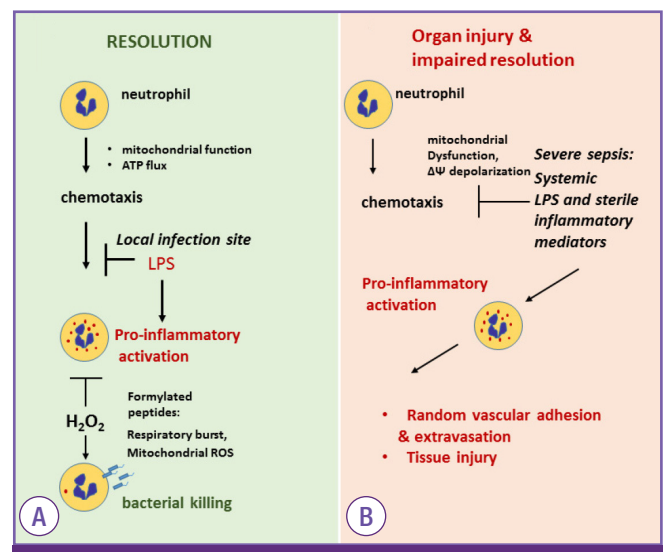 RESOLUTION
neutrophil
• mitochondrial function
• ATP flux
chemotaxis
Local infection site
LPS
Pro-inflammatory
activation
Formylated
peptides:
H₂O₂
Respiratory burst,
Mitochondrial ROS
bacterial killing
A
Organ injury &
impaired resolution
neutrophil
mitochondrial
Dysfunction,
ΔΨ depolarization
chemotaxis
Severe sepsis:
Systemic
LPS and sterile
inflammatory
mediators
Pro-inflammatory
activation
• Random vascular adhesion
& extravasation
• Tissue injury
B